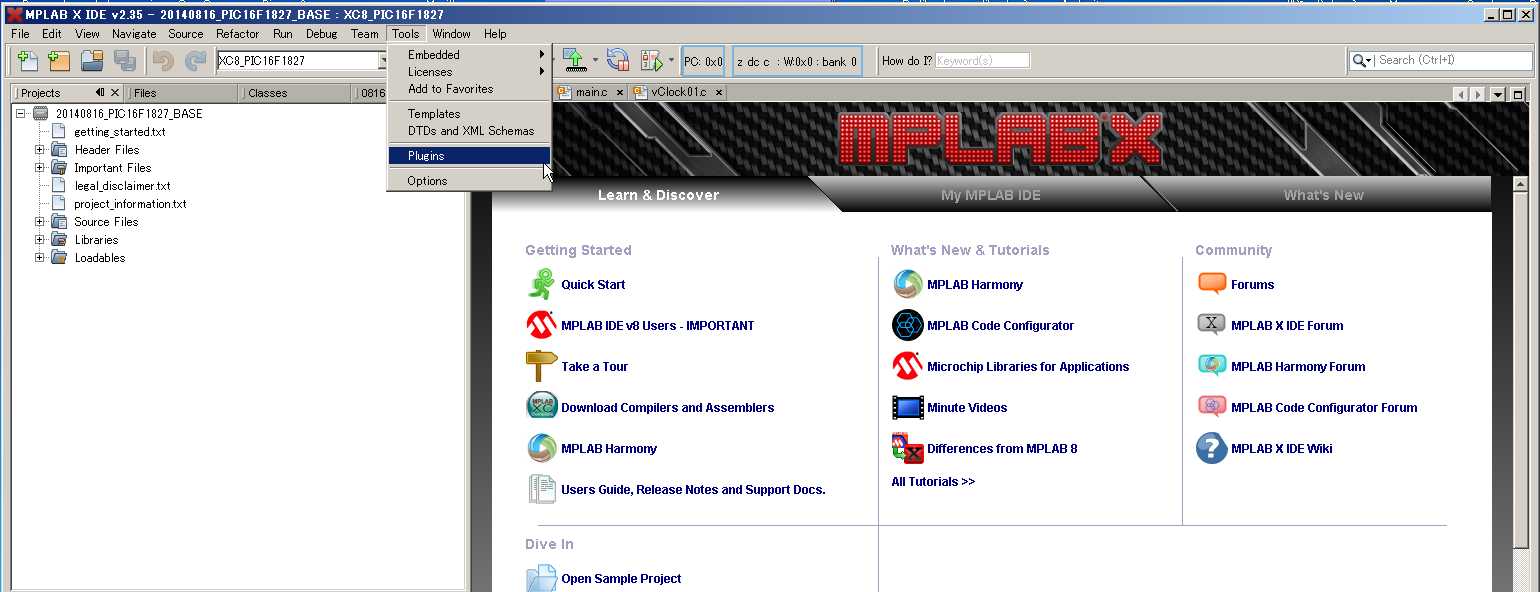 MPLAB X IDE v2.35 - 20140816_PIC16F1827_BASE : XC8_PIC16F1827
File Edit View Navigate Source Refactor Run Debug Team Tools Window Help
XC8_PIC16F1827
PC: 0x0
z dc c : W:0x0 : bank 0
How do I?
Keyword(s)
Search (Ctrl+I)
Embedded
Licenses
Add to Favorites
Templates
DTDs and XML Schemas
Plugins
Options
Projects
Files
Classes
0816
main.c
vClock01.c
20140816_PIC16F1827_BASE
getting_started.txt
Header Files
Important Files
legal_disclaimer.txt
project_information.txt
Source Files
Libraries
Loadables
MPLABX
Learn & Discover
My MPLAB IDE
What's New
Getting Started
Quick Start
MPLAB IDE v8 Users - IMPORTANT
Take a Tour
Download Compilers and Assemblers
MPLAB Harmony
Users Guide, Release Notes and Support Docs.
What's New & Tutorials
MPLAB Harmony
MPLAB Code Configurator
Microchip Libraries for Applications
Minute Videos
Differences from MPLAB 8
All Tutorials >>
Community
Forums
MPLAB X IDE Forum
MPLAB Harmony Forum
MPLAB Code Configurator Forum
MPLAB X IDE Wiki
Dive In
Open Sample Project